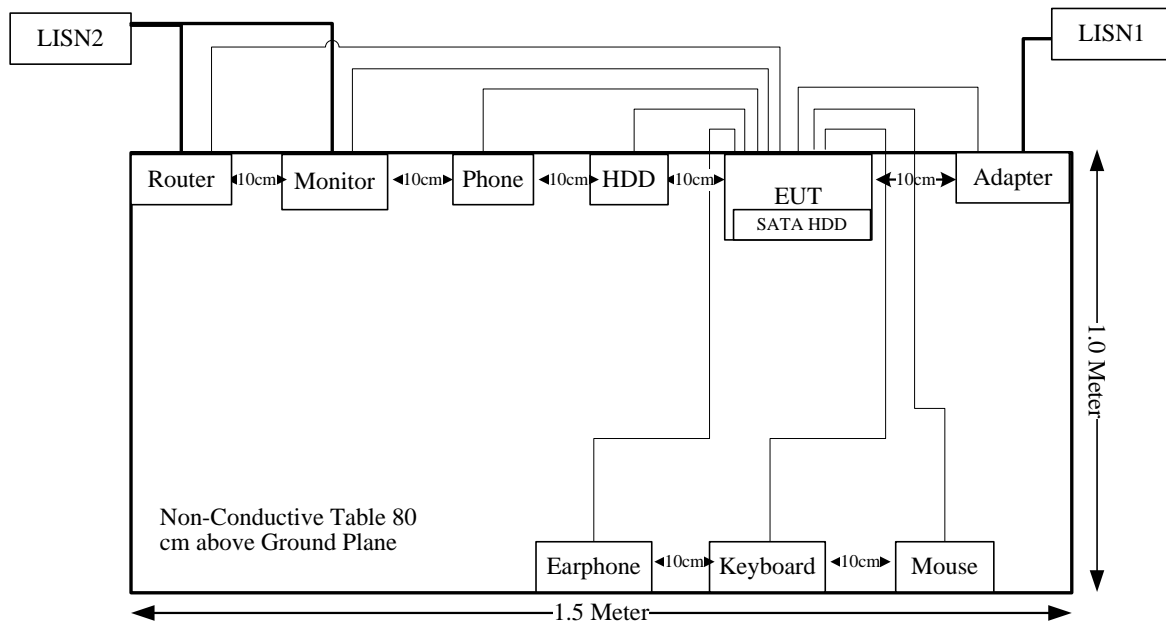 LISN2
LISN1
Router
10cm
Monitor
10cm
Phone
10cm
HDD
10cm
EUT
SATA HDD
10cm
Adapter
1.0 Meter
Non-Conductive Table 80
cm above Ground Plane
Earphone
10cm
Keyboard
10cm
Mouse
1.5 Meter